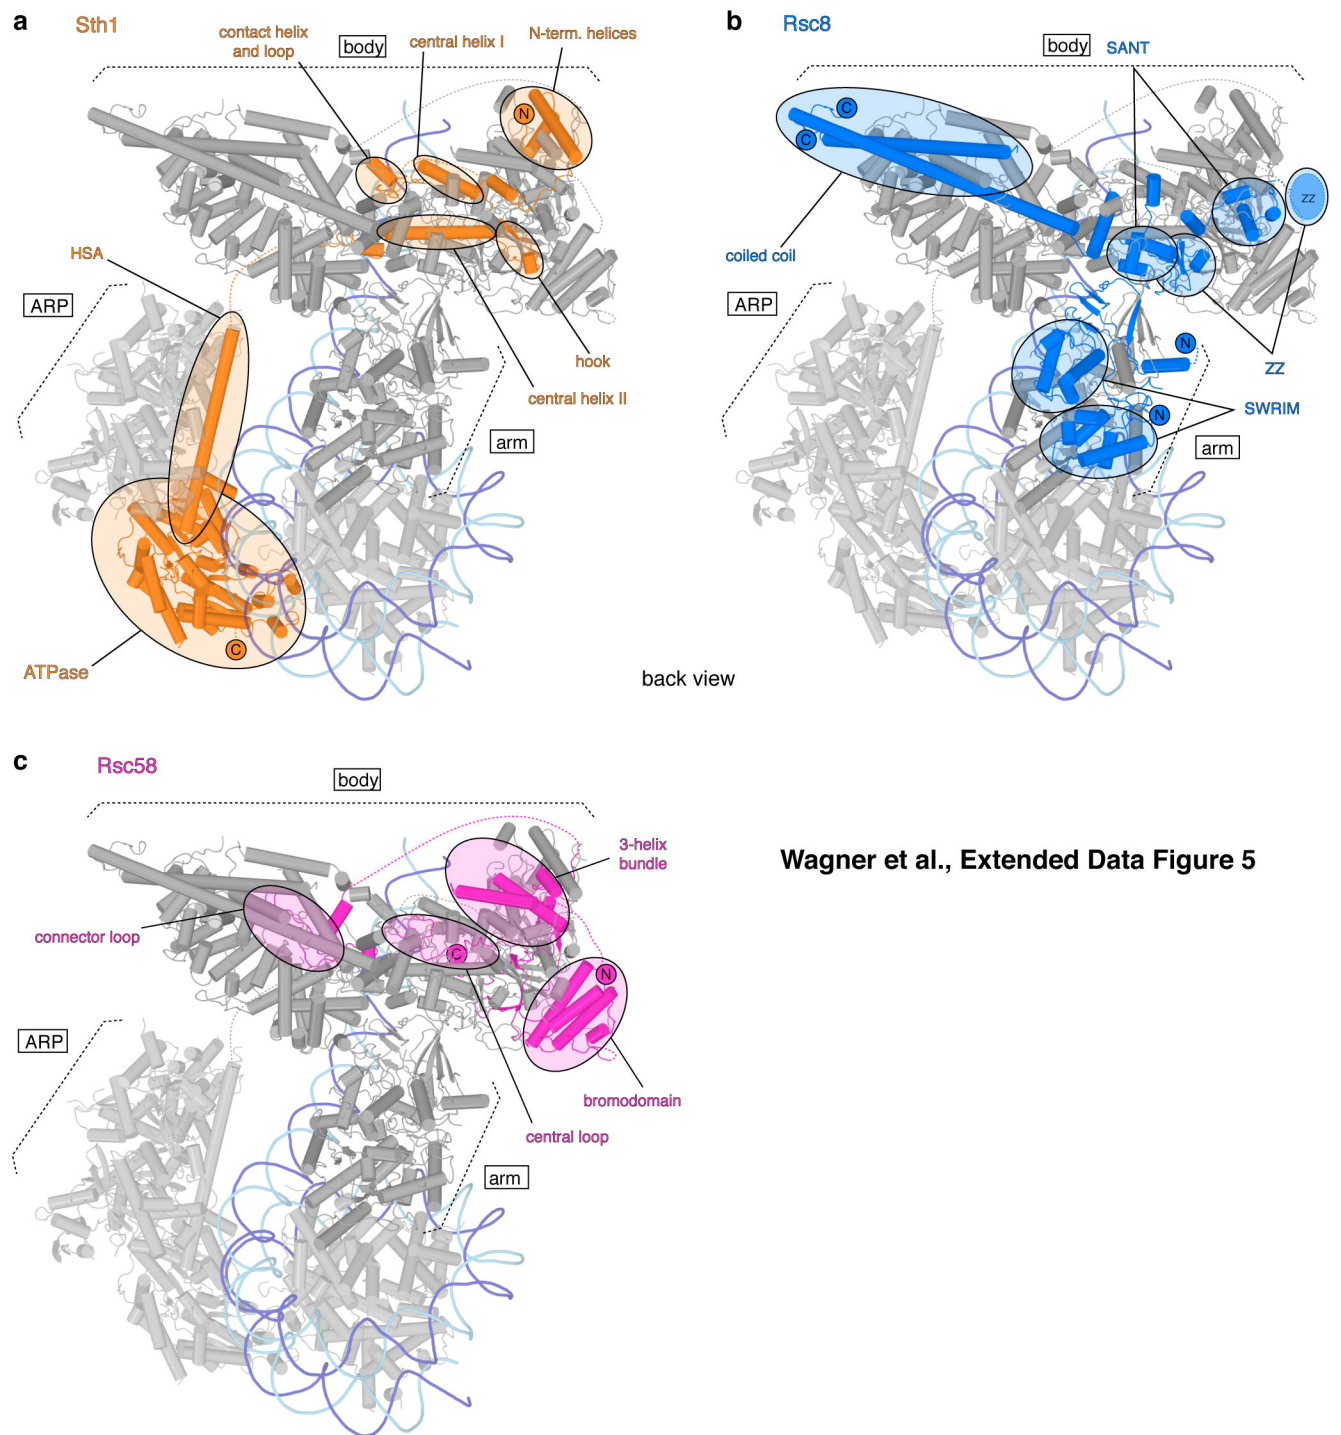 a
Sth1
contact helix
and loop
body
central helix I
N-term. helices
N
HSA
ARP
hook
central helix II
arm
C
ATPase
b
Rsc8
body
SANT
C
C
zz
coiled coil
ARP
N
ZZ
N
SWRIM
arm
back view
c
Rsc58
body
3-helix
bundle
connector loop
C
N
ARP
bromodomain
central loop
arm
Wagner et al., Extended Data Figure 5